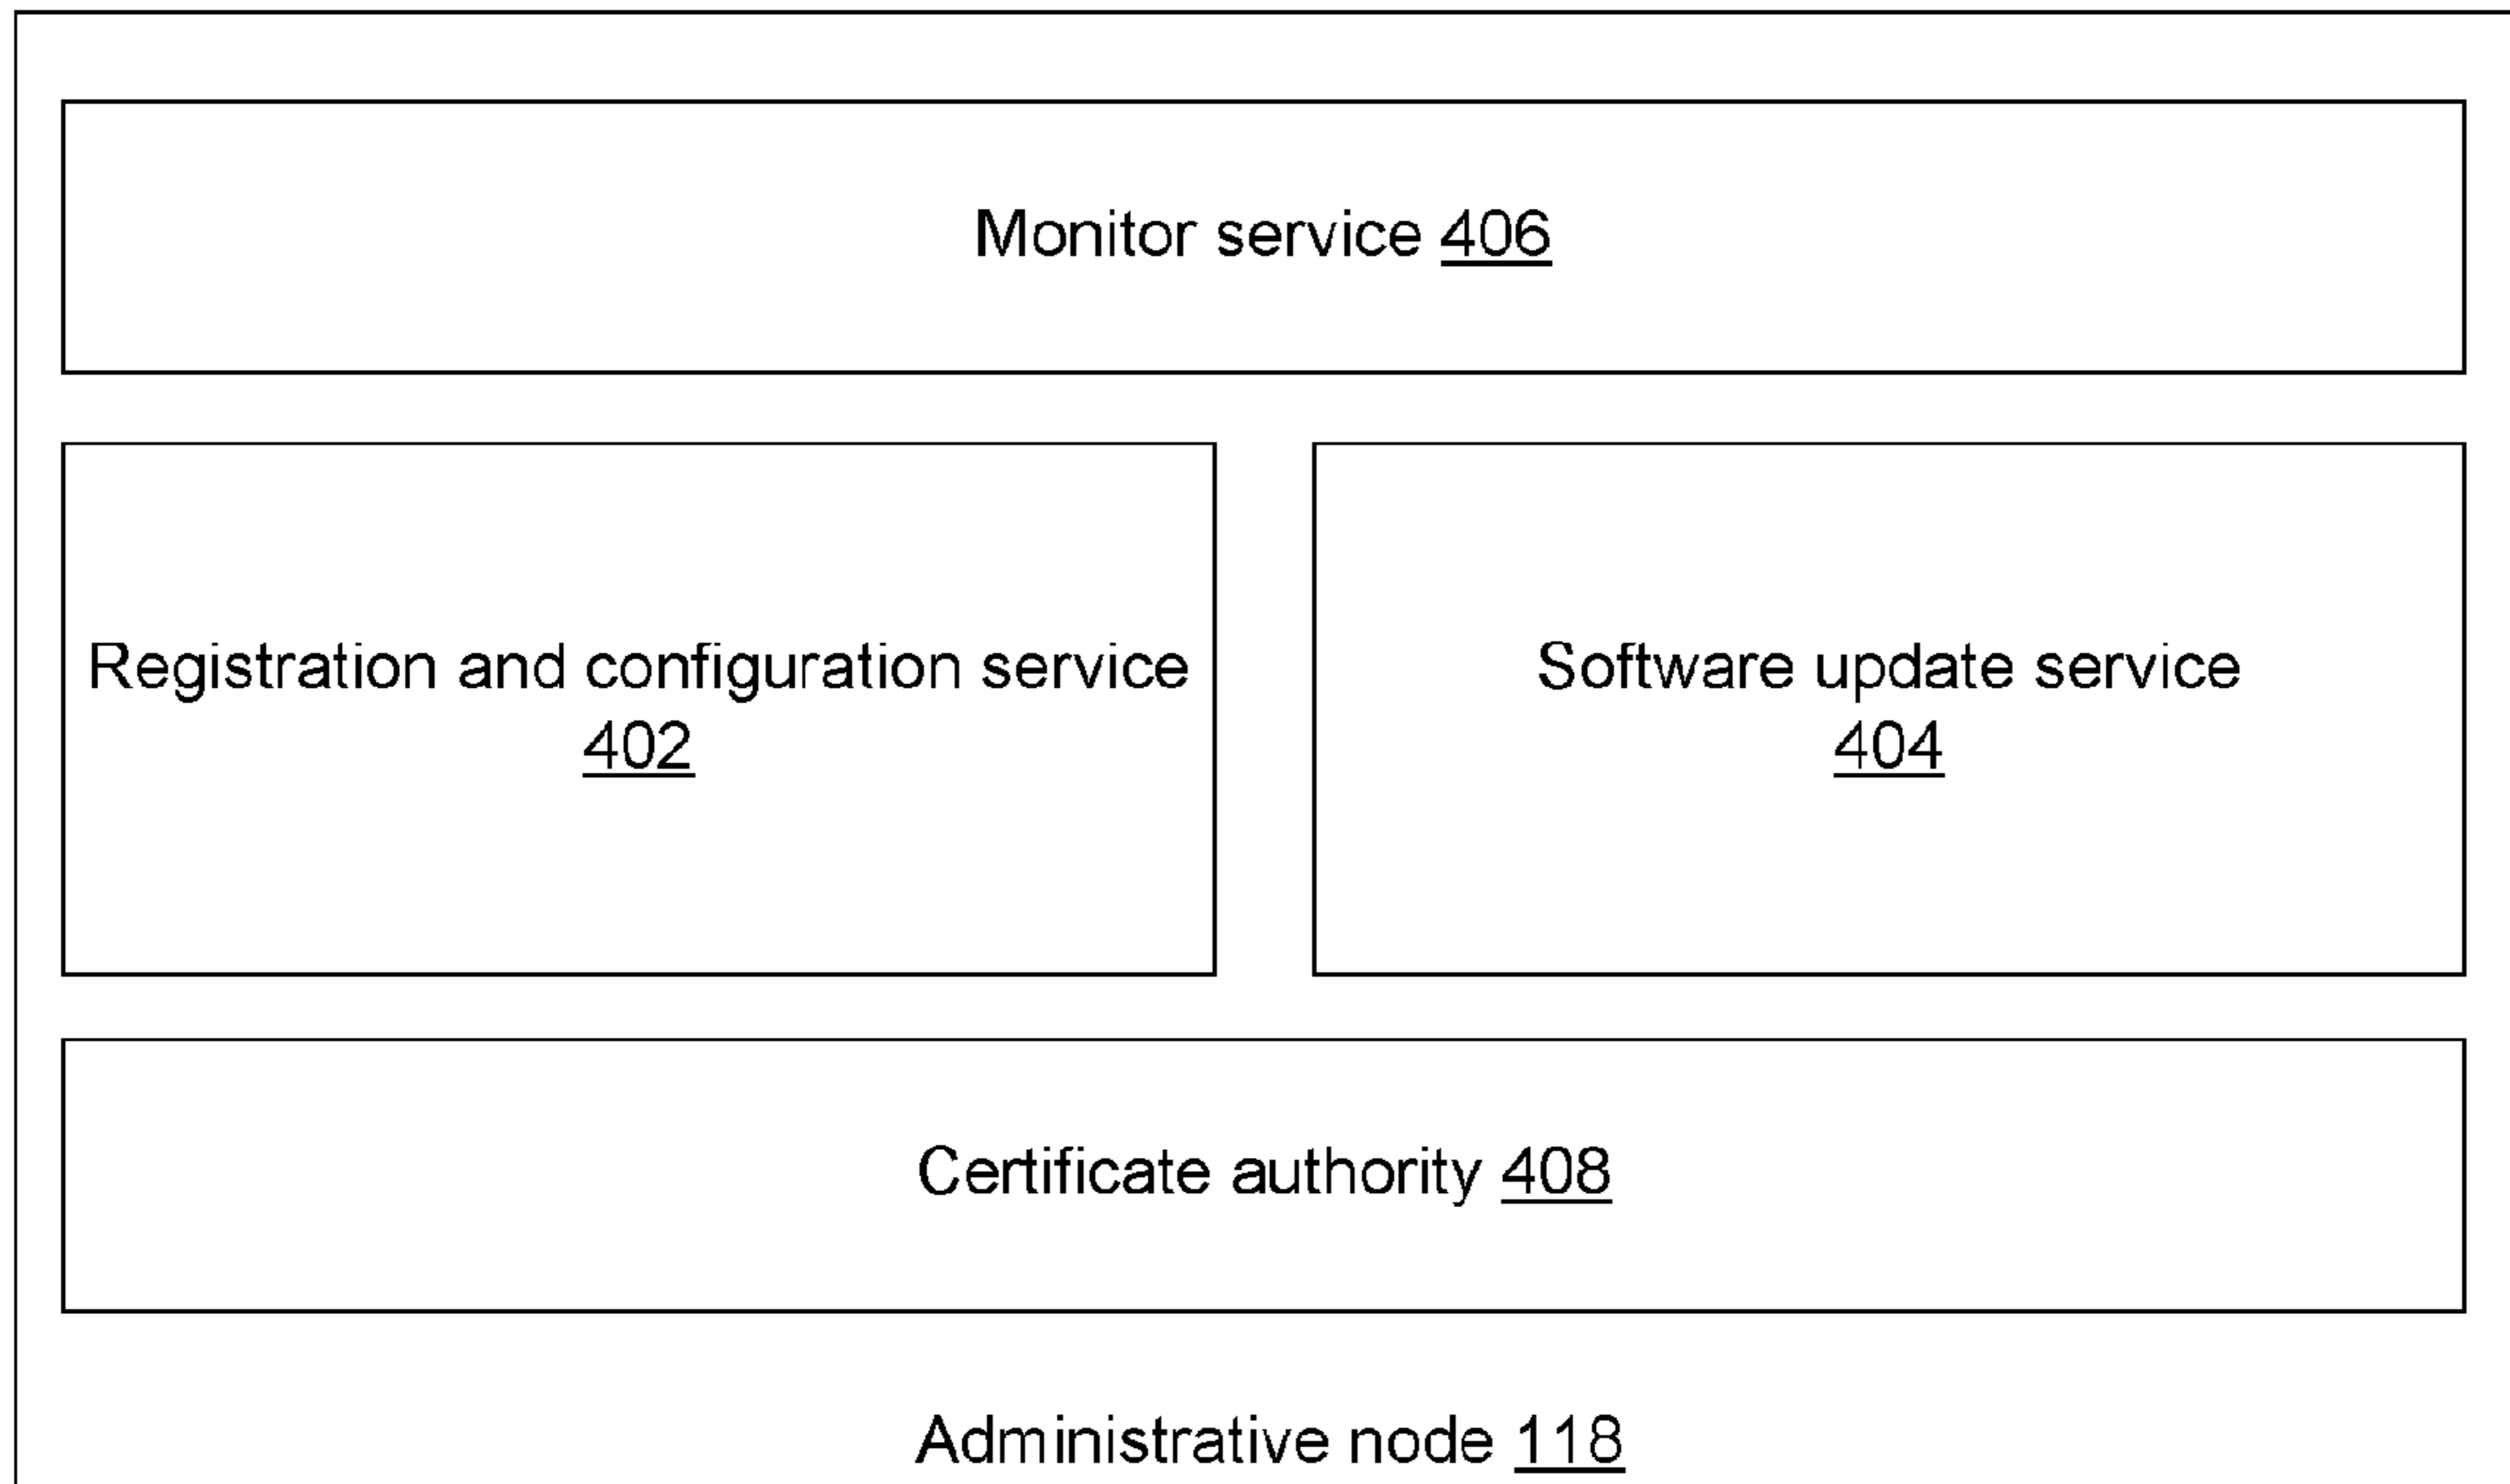 Monitor service 406
Registration and configuration service
402
Software update service
404
Certificate authority 408
Administrative node 118